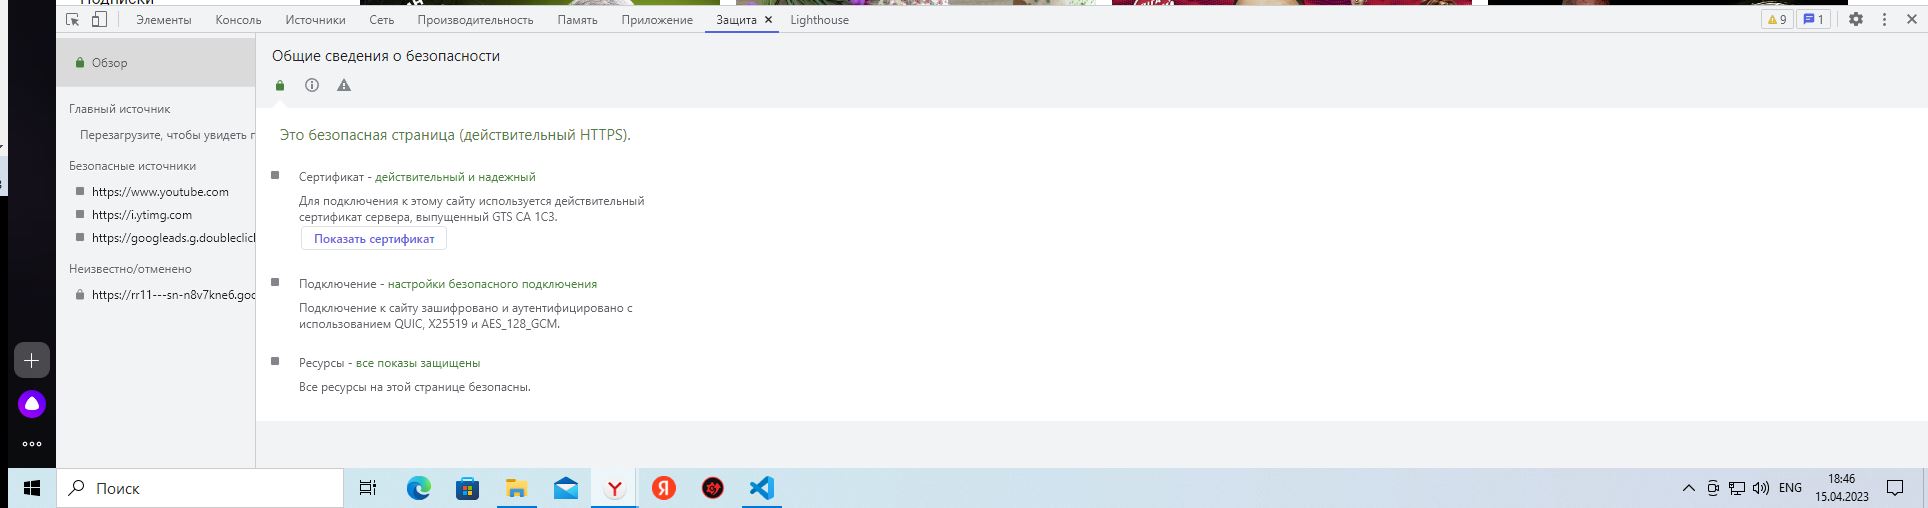 Подписки
Элементы Консоль Источники Сеть Производительность Память Приложение Защита Lighthouse 9 1
Обзор
Главный источник
Перезагрузите, чтобы увидеть
Безопасные источники
https://www.youtube.com
https://i.ytimg.com
https://googleads.g.doubleclic
Неизвестно/отменено
https://rr11---sn-n8v7kne6.goo
Общие сведения о безопасности
Это безопасная страница (действительный HTTPS).
Сертификат - действительный и надежный
Для подключения к этому сайту используется действительный
сертификат сервера, выпущенный GTS CA 1C3.
Показать сертификат
Подключение - настройки безопасного подключения
Подключение к сайту зашифровано и аутентифицировано с
использованием QUIC, X25519 и AES_128_GCM.
Ресурсы - все показы защищены
Все ресурсы на этой странице безопасны.
Поиск
ENG
18:46
15.04.2023